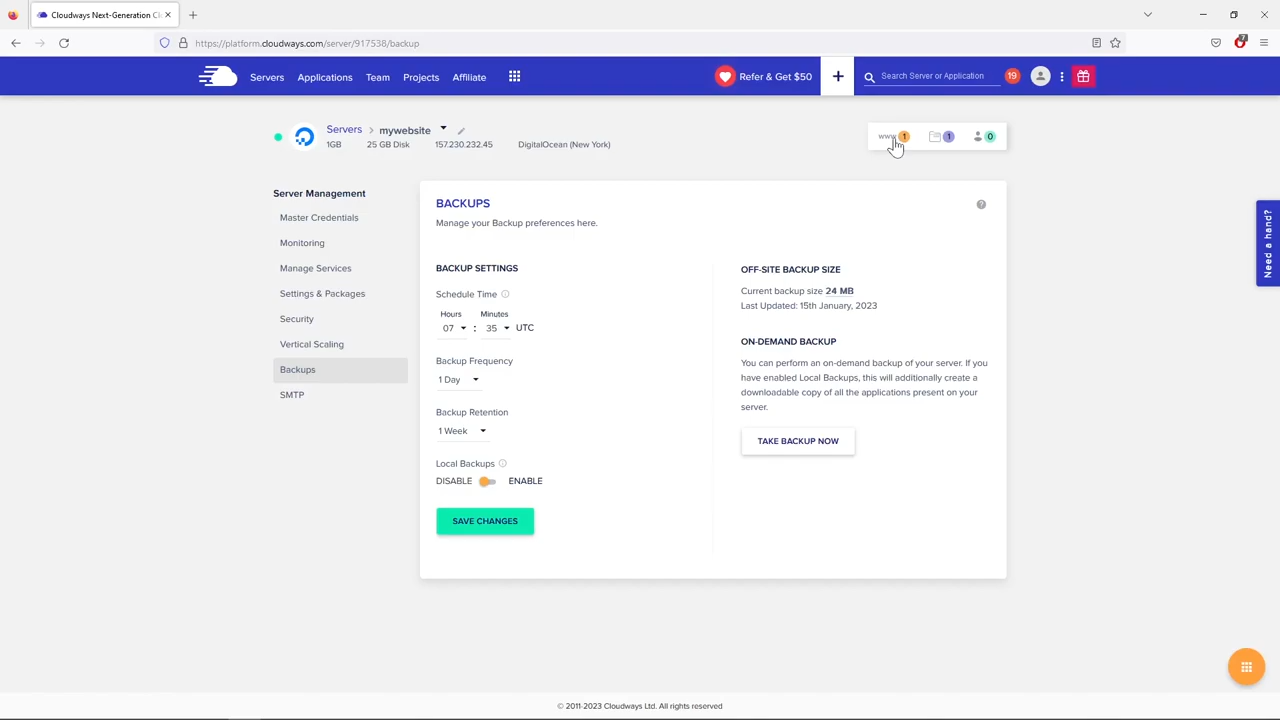 Cloudways Next-Generation Cl
https://platform.cloudways.com/server/917538/backup
7
Servers Applications Team Projects Affiliate Refer & Get $50 Search Server or Application 19
Servers mywebsite
1GB 25 GB Disk 157.230.232.45 DigitalOcean (New York)
www 1 1 0
Server Management
Master Credentials
Monitoring
Manage Services
Settings & Packages
Security
Vertical Scaling
Backups
SMTP
BACKUPS
Manage your Backup preferences here.
BACKUP SETTINGS
Schedule Time
Hours Minutes
07 : 35 UTC
Backup Frequency
1 Day
Backup Retention
1 Week
Local Backups
DISABLE ENABLE
SAVE CHANGES
OFF-SITE BACKUP SIZE
Current backup size 24 MB
Last Updated: 15th January, 2023
ON-DEMAND BACKUP
You can perform an on-demand backup of your server. If you
have enabled Local Backups, this will additionally create a
downloadable copy of all the applications present on your
server.
TAKE BACKUP NOW
Need a hand?
© 2011-2023 Cloudways Ltd. All rights reserved